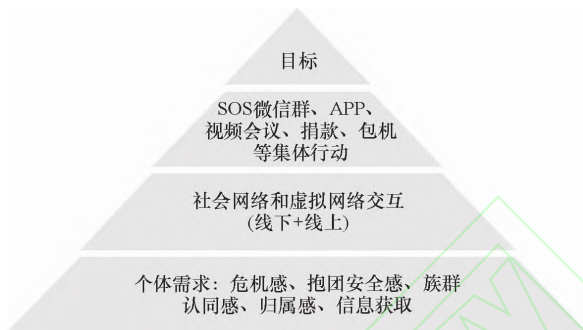 目标
SOS微信群、APP、
视频会议、捐款、包机
等集体行动
社会网络和虚拟网络交互
(线下+线上)
个体需求：危机感、抱团安全感、族群
认同感、归属感、信息获取